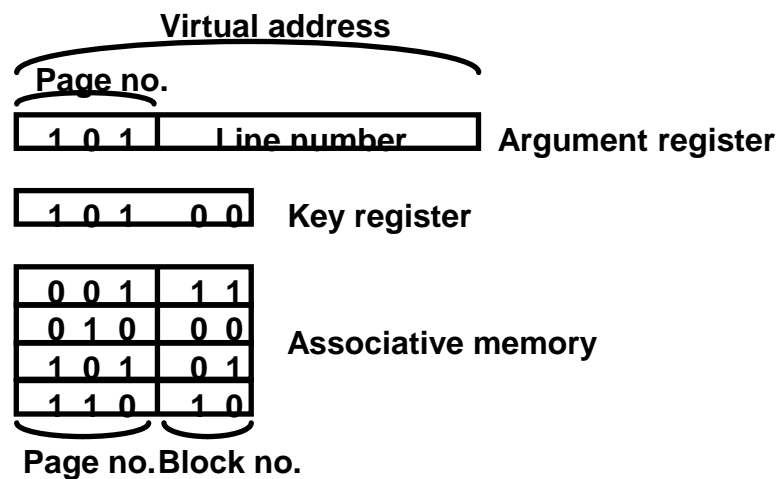 Virtual address
Page no.
1 0 1 Line number Argument register
1 0 1 0 0 Key register
0 0 1 1 1
0 1 0 0 0
Associative memory
1 0 1 0 1
1 1 0 1 0
Page no. Block no.